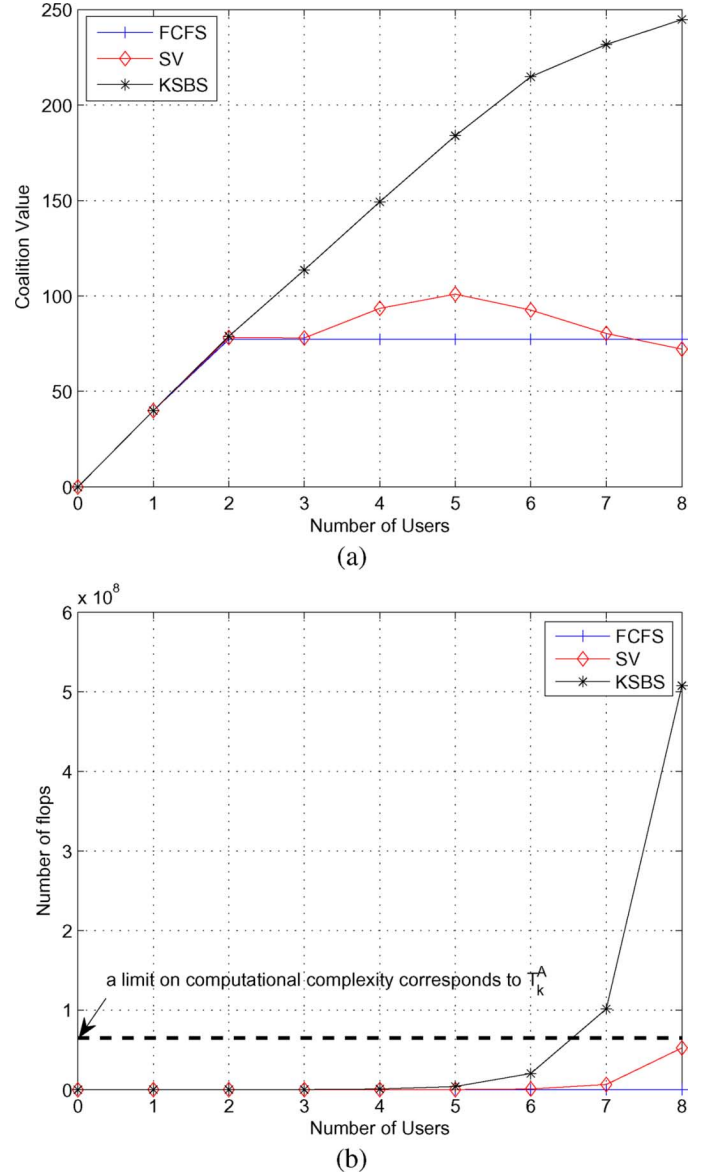 250
200
150
100
50
0
Coalition Value
FCFS
SV
KSBS
0 1 2 3 4 5 6 7 8
Number of Users
(a)
x 10^8
6
5
4
3
2
1
0
Number of flops
FCFS
SV
KSBS
a limit on computational complexity corresponds to T_k^A
0 1 2 3 4 5 6 7 8
Number of Users
(b)